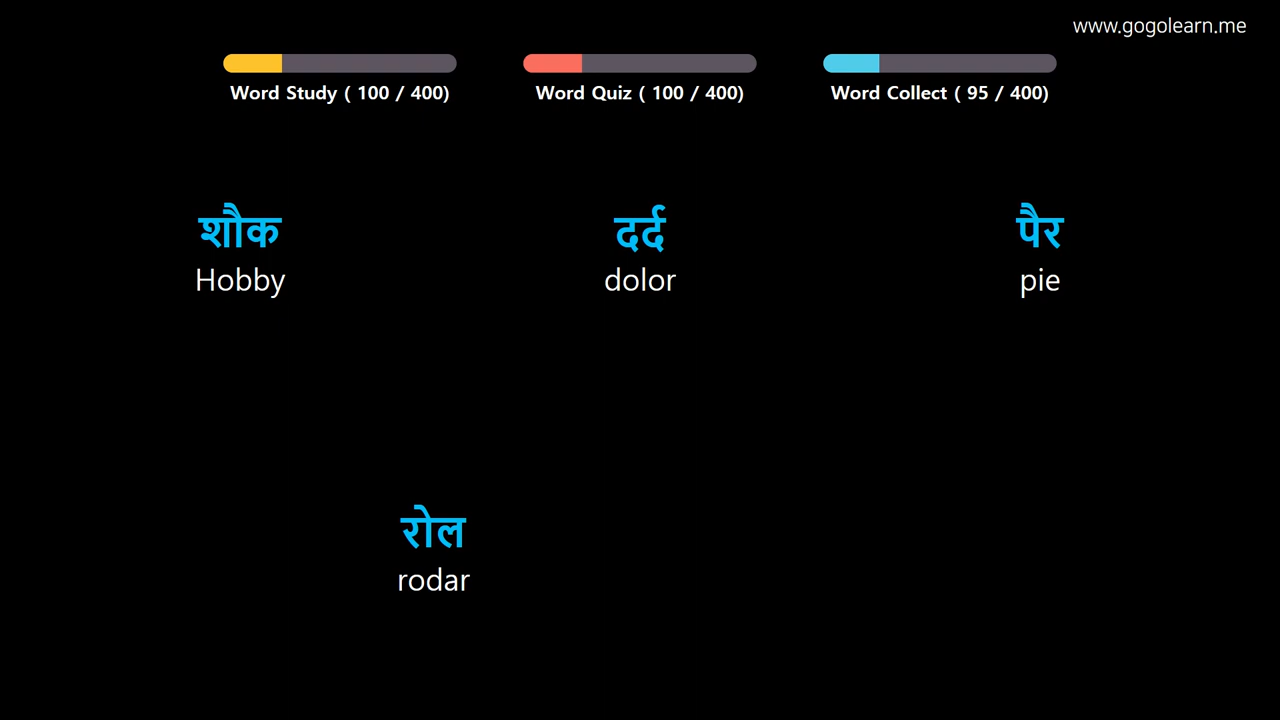 www.gogolearn.me
Word Study ( 100 / 400)
Word Quiz ( 100 / 400)
Word Collect ( 95 / 400)
शौक
Hobby
दर्द
dolor
पैर
pie
रोल
rodar